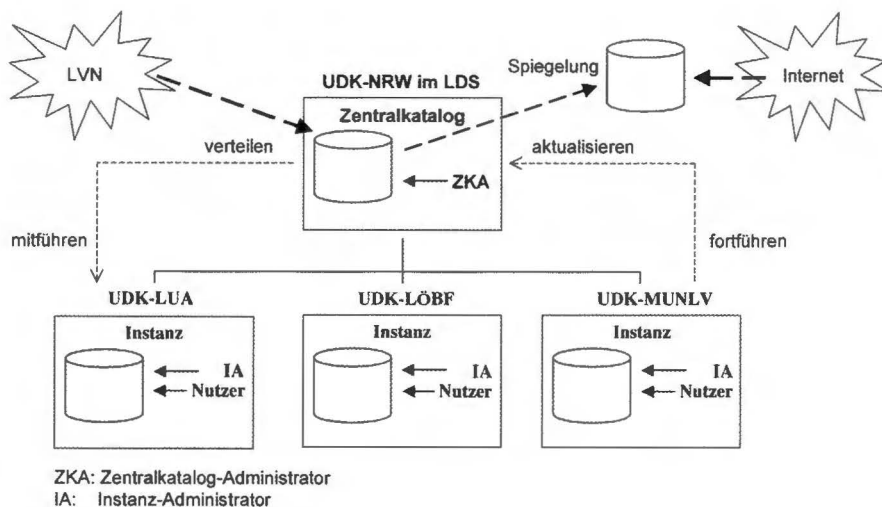 LVN
Spiegelung
Internet
UDK-NRW im LDS
Zentralkatalog
verteilen
aktualisieren
ZKA
mitführen
fortführen
UDK-LUA
UDK-LÖBF
UDK-MUNLV
Instanz
IA
Nutzer
Instanz
IA
Nutzer
Instanz
IA
Nutzer
ZKA: Zentralkatalog-Administrator
IA: Instanz-Administrator